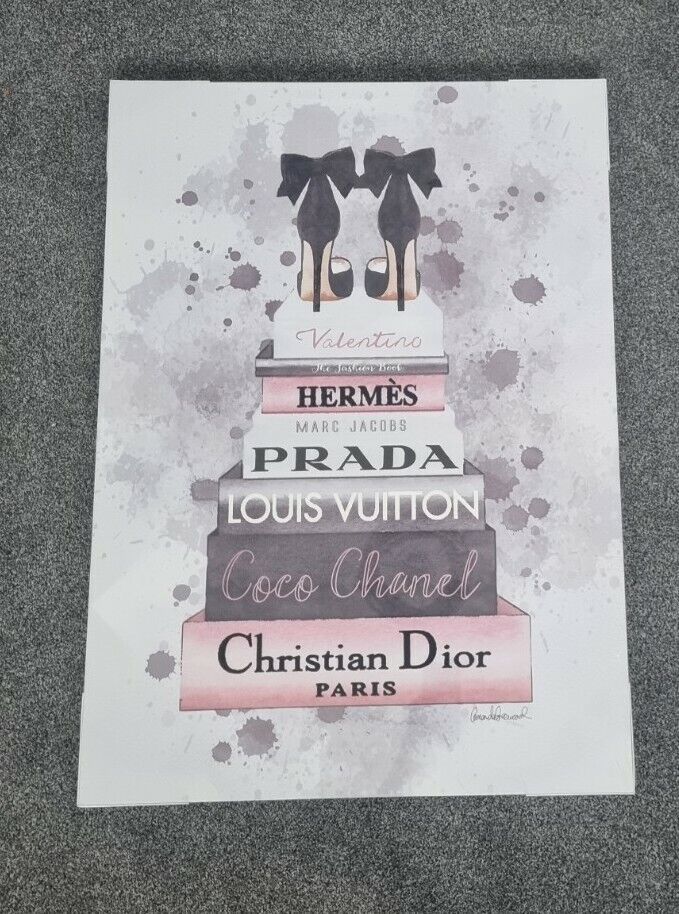 Valentino
The Fashion Book
HERMÈS
MARC JACOBS
PRADA
LOUIS VUITTON
Coco Chanel
Christian Dior
PARIS